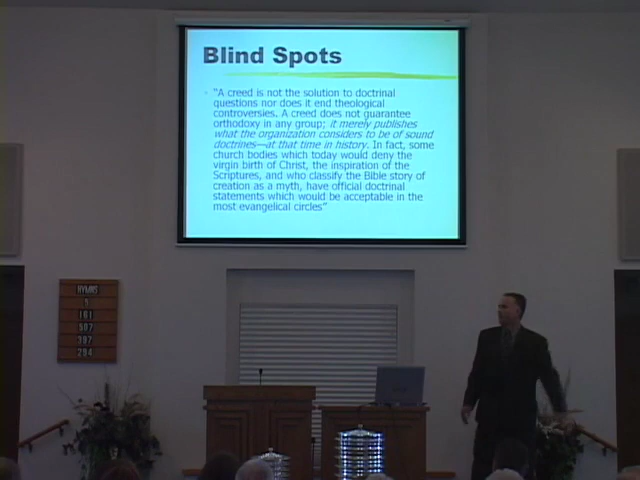 Blind Spots
"A creed is not the solution to doctrinal
questions nor does it end theological
controversies. A creed does not guarantee
orthodoxy in any group; it merely publishes
what the organization considers to be of sound
doctrines—at that time in history. In fact, some
church bodies which today would deny the
virgin birth of Christ, the inspiration of the
Scriptures, and who classify the Bible story of
creation as a myth, have official doctrinal
statements which would be acceptable in the
most evangelical circles"
HYMNS
101
507
294